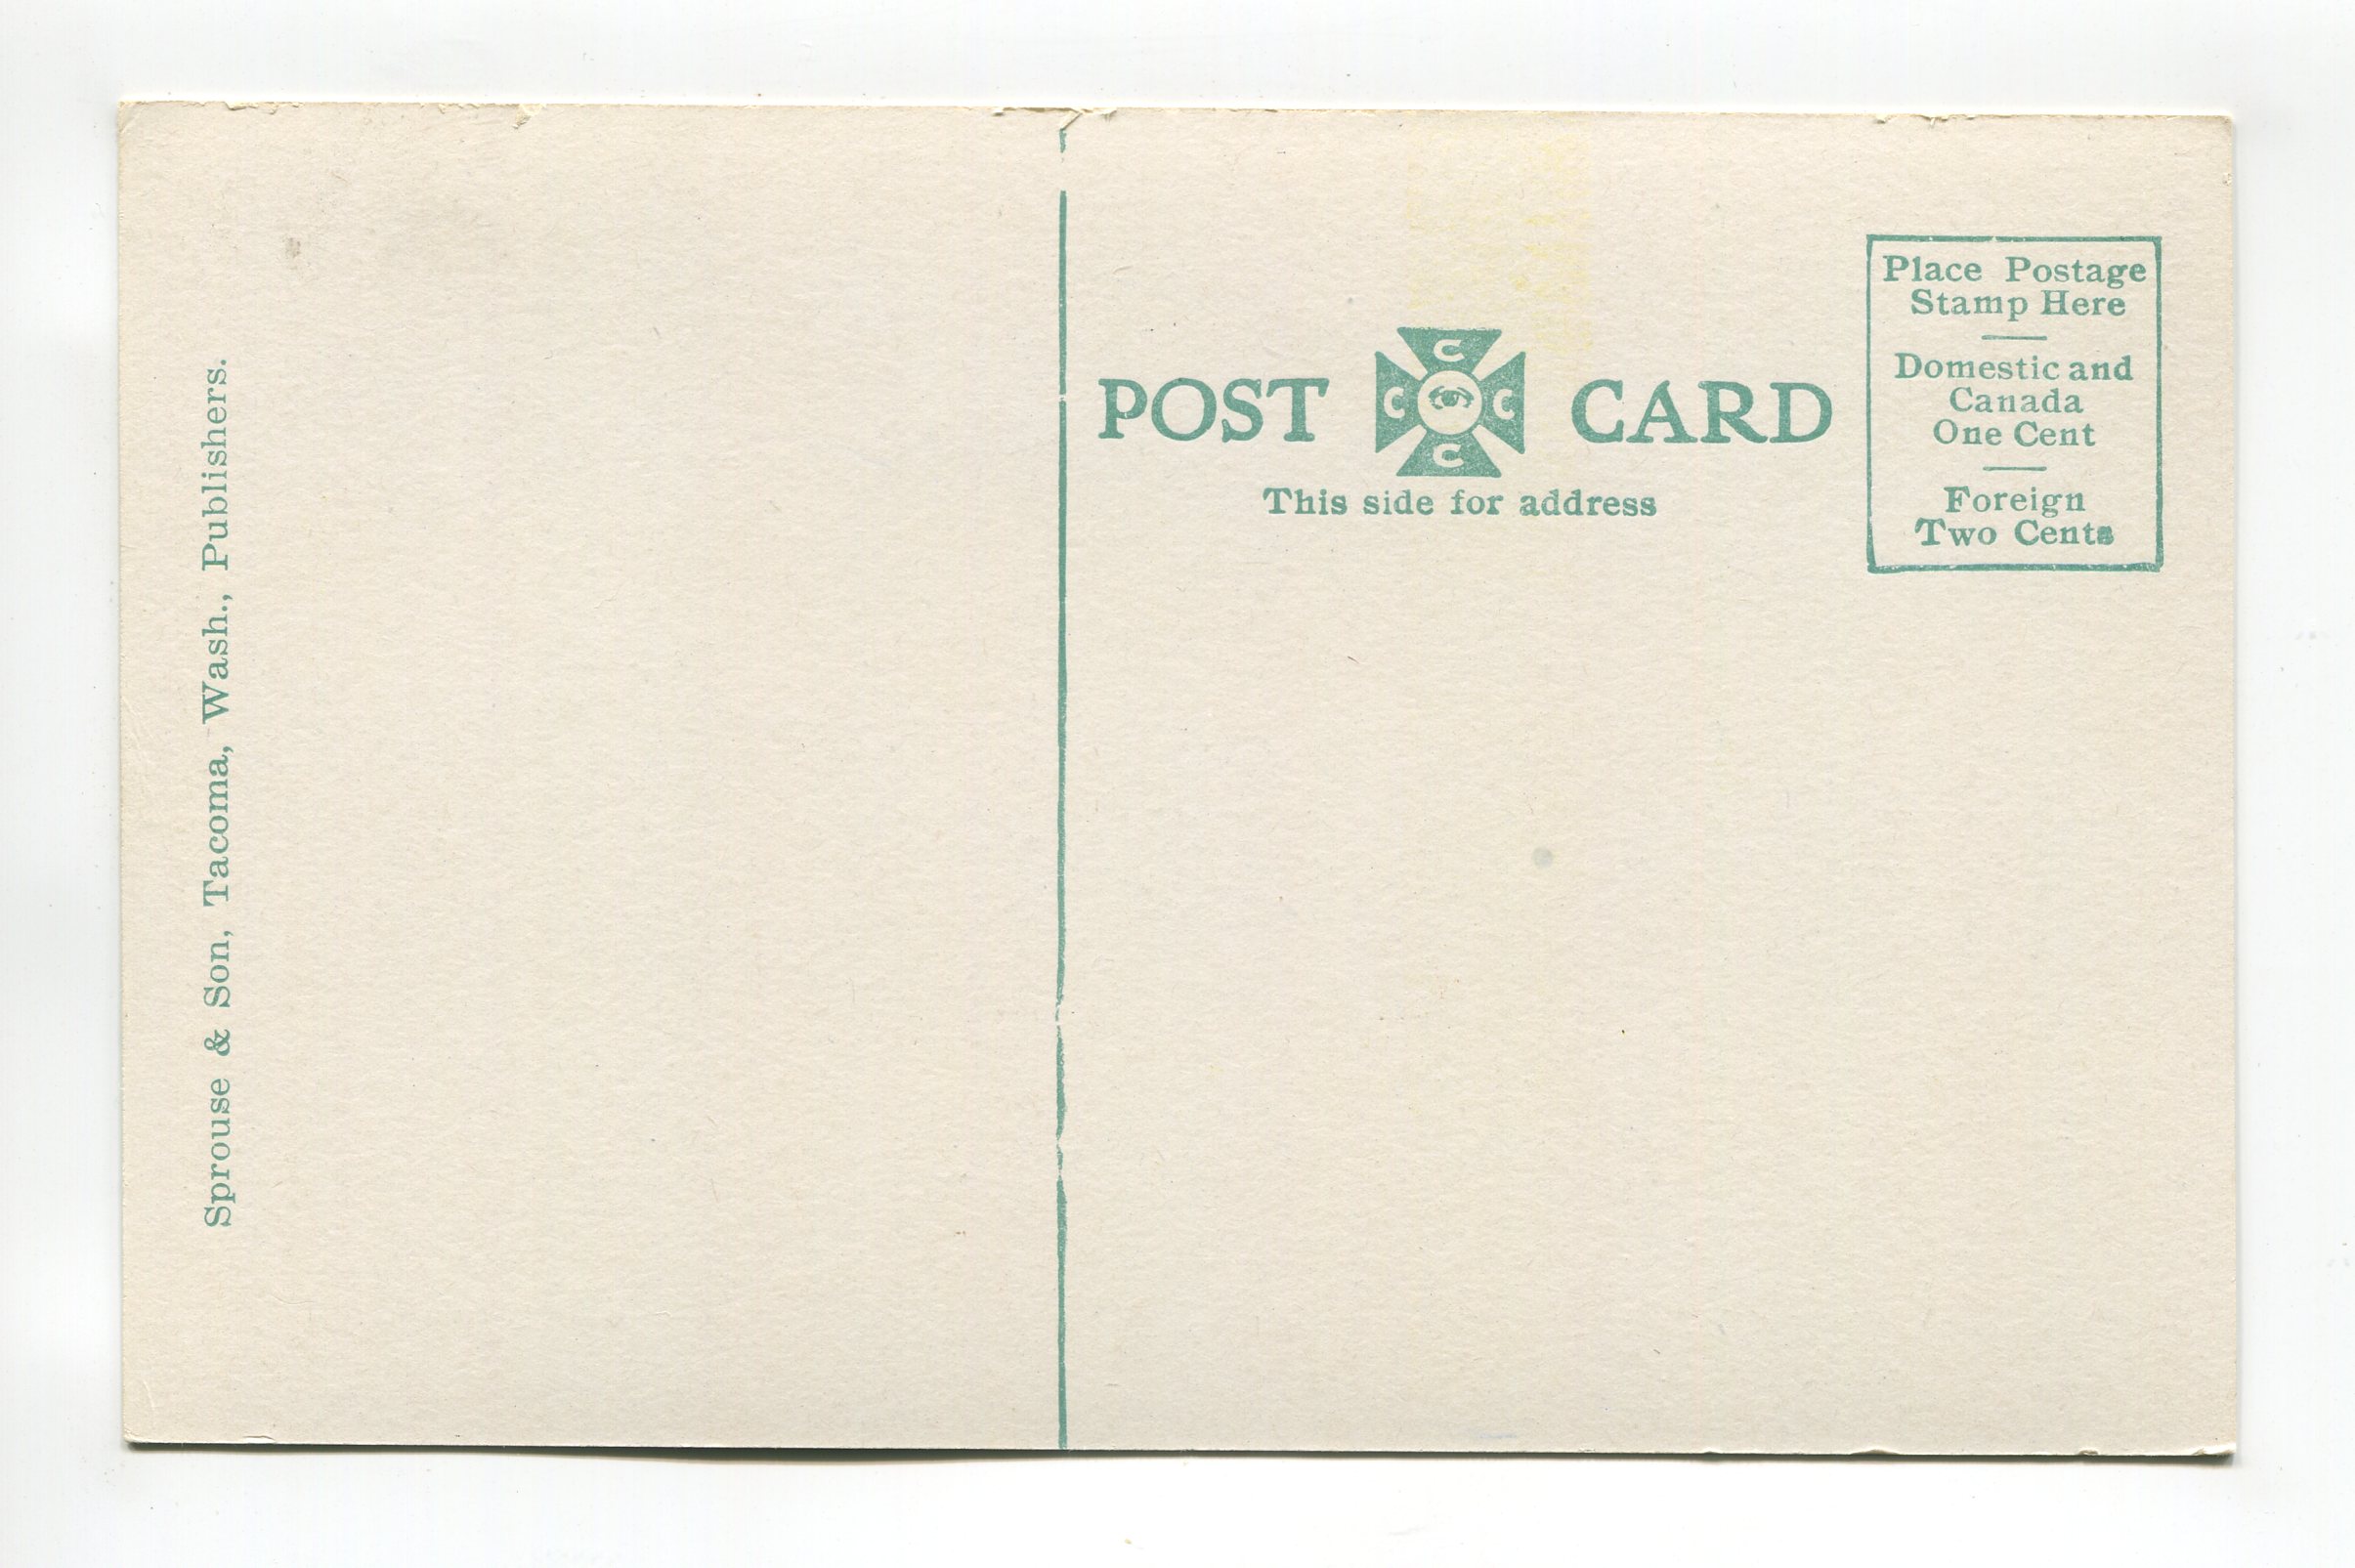 Sprouse & Son, Tacoma, Wash., Publishers.
POST CARD
C
C C
C
This side for address
Place Postage
Stamp Here
Domestic and
Canada
One Cent
Foreign
Two Cents